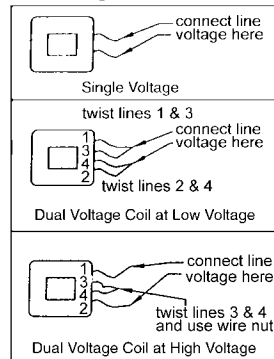 connect line
voltage here
Single Voltage
twist lines 1 & 3
connect line
voltage here
1
3
4
2
twist lines 2 & 4
Dual Voltage Coil at Low Voltage
connect line
voltage here
1
3
4
2
twist lines 3 & 4
and use wire nut
Dual Voltage Coil at High Voltage